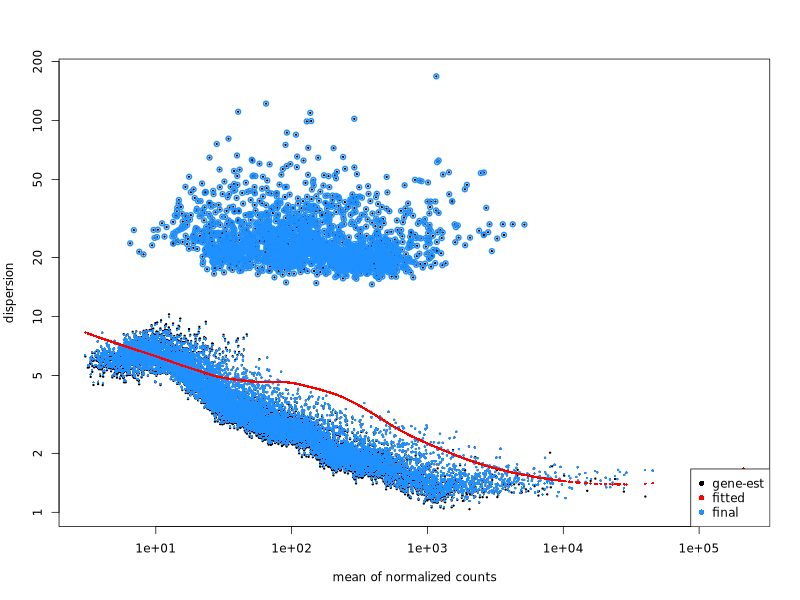 dispersion
200
100
50
20
10
5
2
1
gene-est
fitted
final
1e+01 1e+02 1e+03 1e+04 1e+05
mean of normalized counts